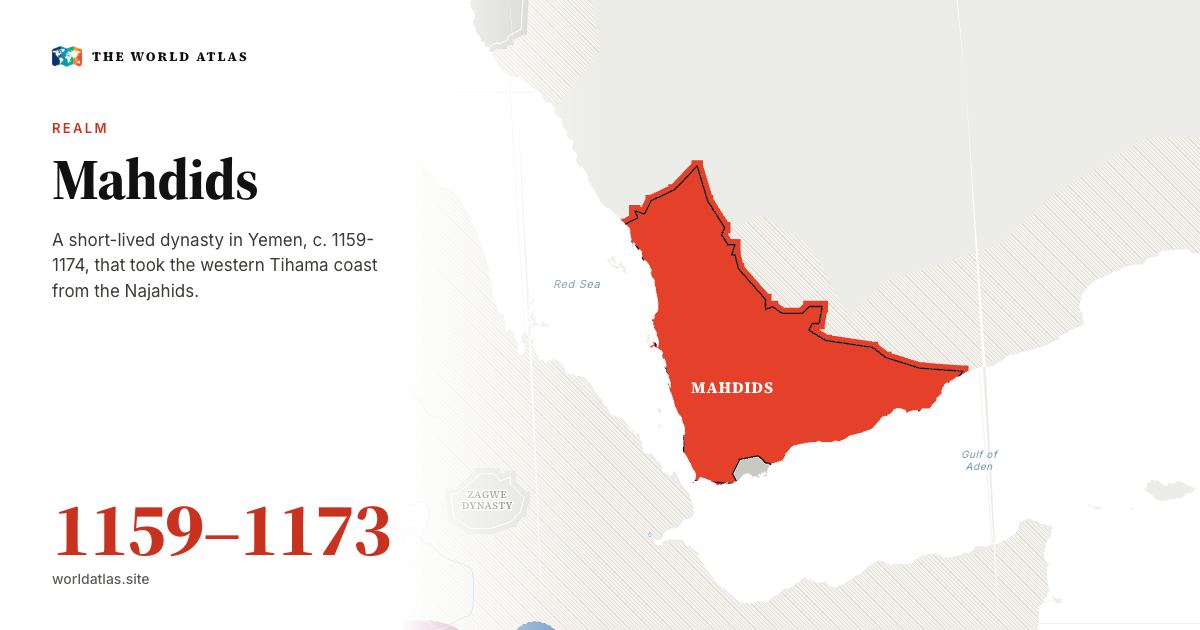 THE WORLD ATLAS
REALM
Mahdids
A short-lived dynasty in Yemen, c. 1159-
1174, that took the western Tihama coast
from the Najahids.
1159–1173
worldatlas.site
Red Sea
MAHDIDS
Gulf of
Aden
ZAGWE
DYNASTY